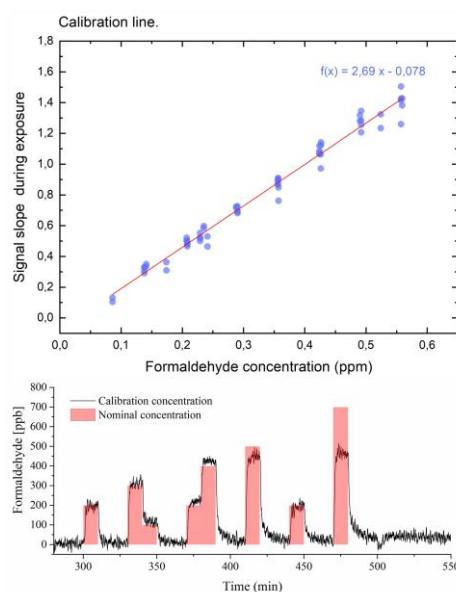 Calibration line.
f(x) = 2,69 x - 0,078
Signal slope during exposure
1,8
1,6
1,4
1,2
1,0
0,8
0,6
0,4
0,2
0,0
0,0 0,1 0,2 0,3 0,4 0,5 0,6
Formaldehyde concentration (ppm)
Formaldehyde [ppb]
800
700
600
500
400
300
200
100
0
Calibration concentration
Nominal concentration
300 350 400 450 500 550
Time (min)